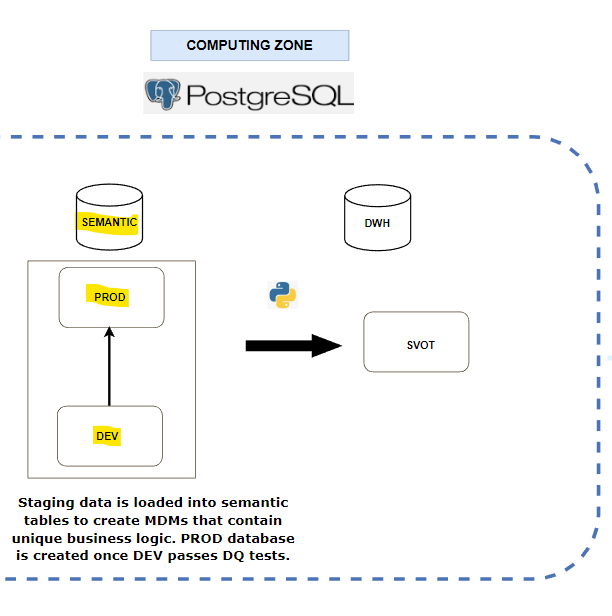 COMPUTING ZONE
PostgreSQL
SEMANTIC
DWH
PROD
SVOT
DEV
Staging data is loaded into semantic
tables to create MDMs that contain
unique business logic. PROD database
is created once DEV passes DQ tests.